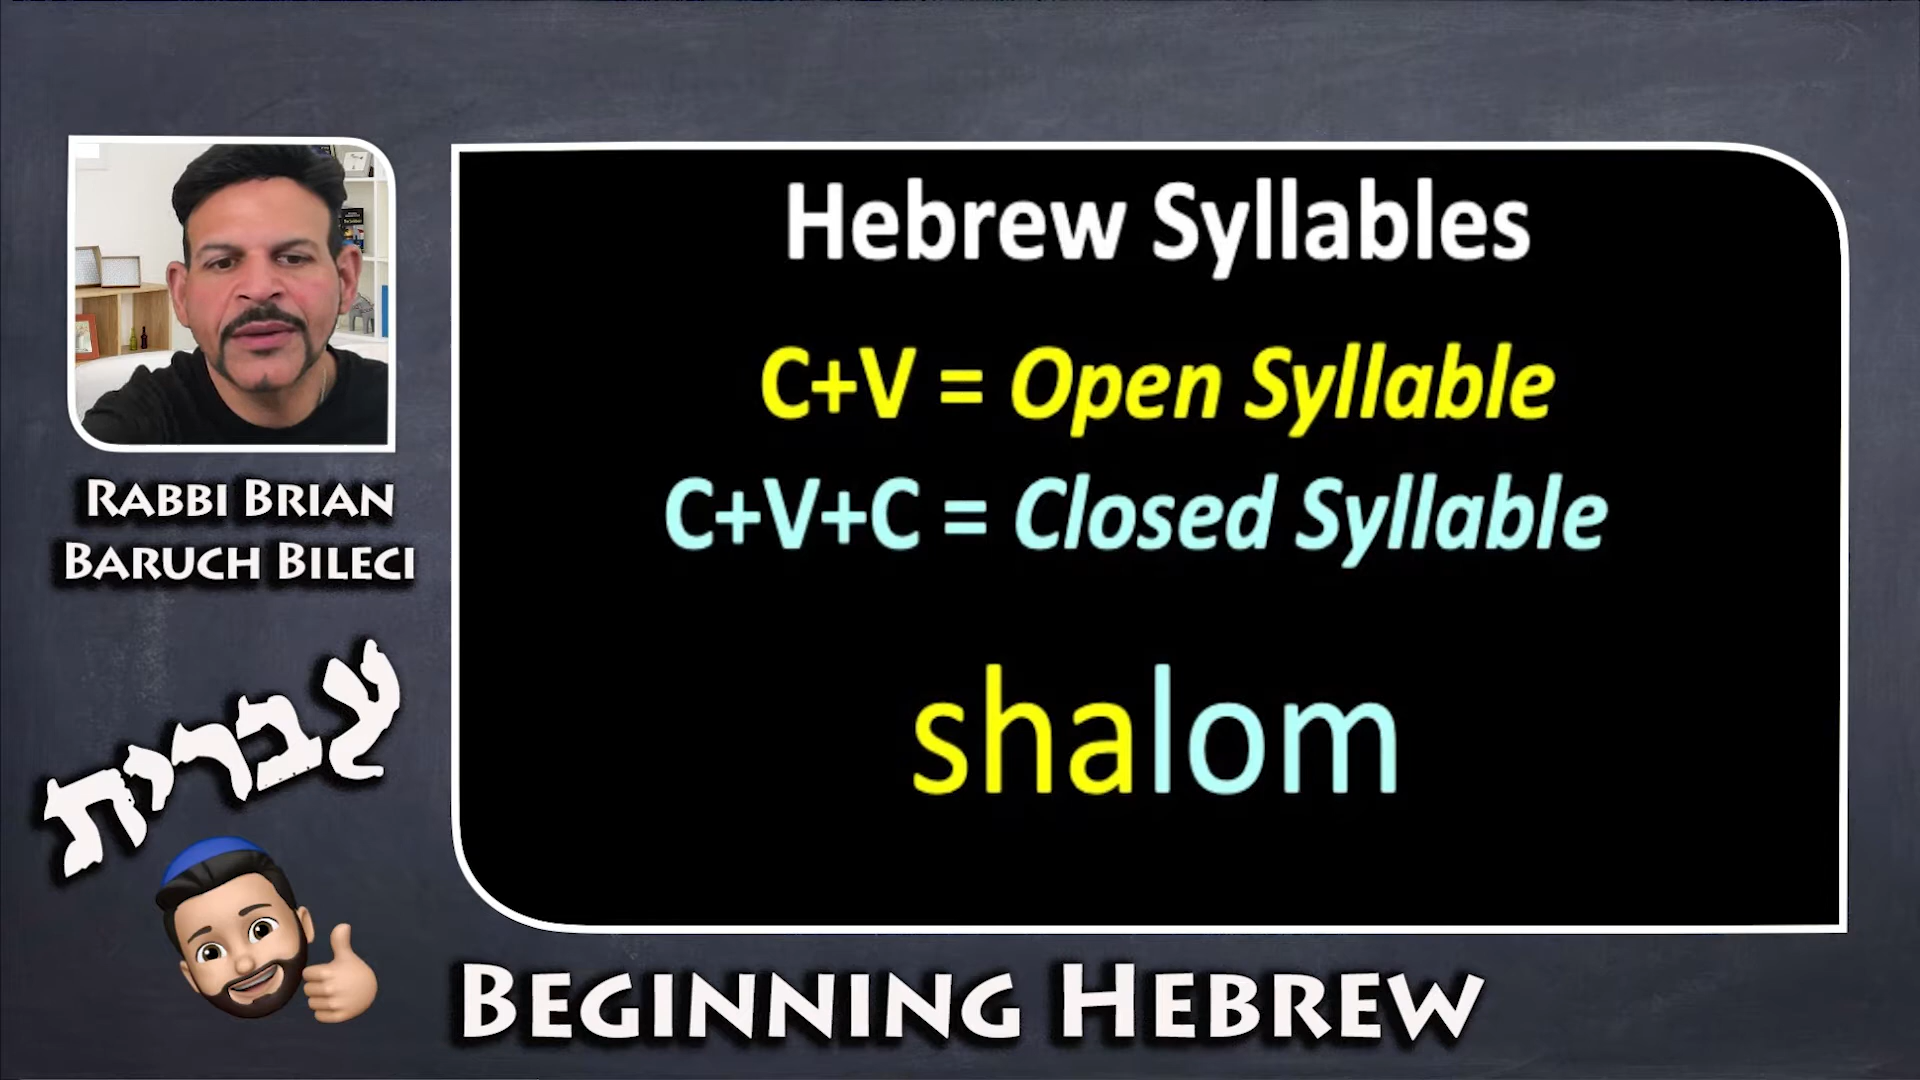 Hebrew Syllables
C+V = Open Syllable
C+V+C = Closed Syllable
shalom
RABBI BRIAN
BARUCH BILECI
עברית
BEGINNING HEBREW